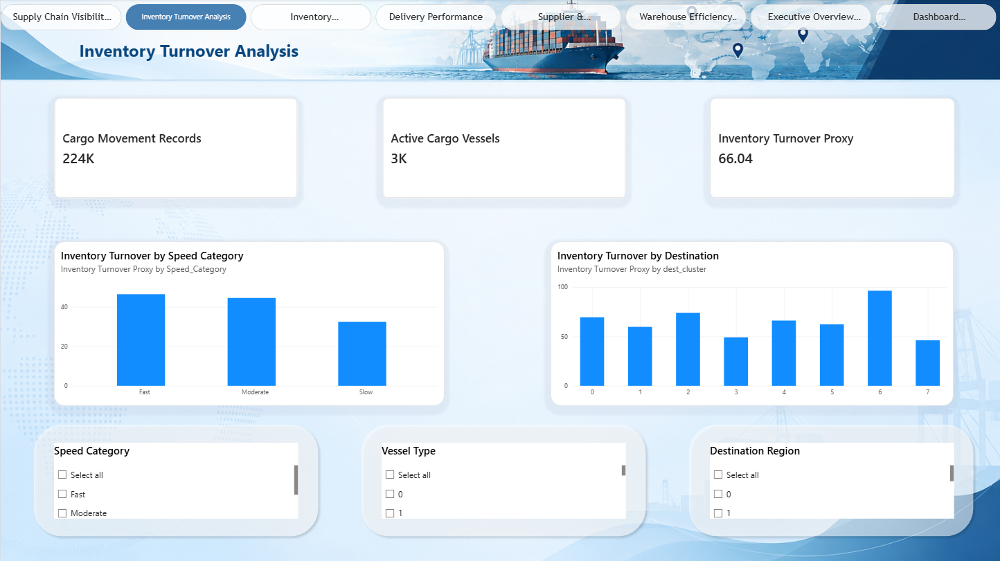 Supply Chain Visibilit...
Inventory Turnover Analysis
Inventory...
Delivery Performance
Supplier &...
Warehouse Efficiency..
Executive Overview...
Dashboard...
Inventory Turnover Analysis
Cargo Movement Records
224K
Active Cargo Vessels
3K
Inventory Turnover Proxy
66.04
Inventory Turnover by Speed Category
Inventory Turnover Proxy by Speed_Category
40
20
0
Fast Moderate Slow
Inventory Turnover by Destination
Inventory Turnover Proxy by dest_cluster
100
50
0
0 1 2 3 4 5 6 7
Speed Category
Select all
Fast
Moderate
Vessel Type
Select all
0
1
Destination Region
Select all
0
1